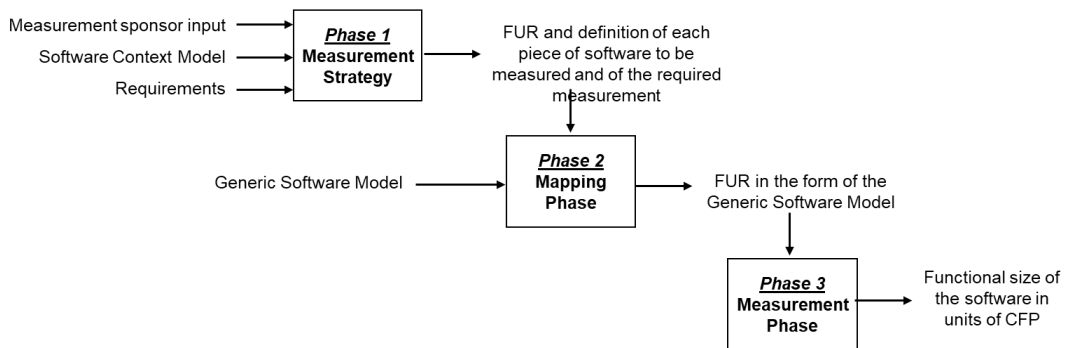 Measurement sponsor input
Software Context Model
Requirements
Phase 1
Measurement
Strategy
FUR and definition of each
piece of software to be
measured and of the required
measurement
Generic Software Model
Phase 2
Mapping
Phase
FUR in the form of the
Generic Software Model
Phase 3
Measurement
Phase
Functional size of
the software in
units of CFP